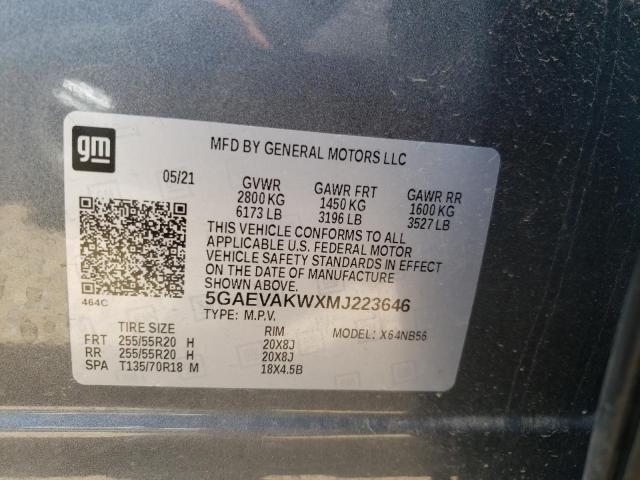 gm
MFD BY GENERAL MOTORS LLC
05/21 GVWR GAWR FRT GAWR RR
2800 KG 1450 KG 1600 KG
6173 LB 3196 LB 3527 LB
THIS VEHICLE CONFORMS TO ALL
APPLICABLE U.S. FEDERAL MOTOR
VEHICLE SAFETY STANDARDS IN EFFECT
ON THE DATE OF MANUFACTURE
SHOWN ABOVE.
464C
5GAEVAKWXMJ223646
TYPE: M.P.V.
TIRE SIZE RIM MODEL: X64NB56
FRT 255/55R20 H 20X8J
RR 255/55R20 H 20X8J
SPA T135/70R18 M 18X4.5B